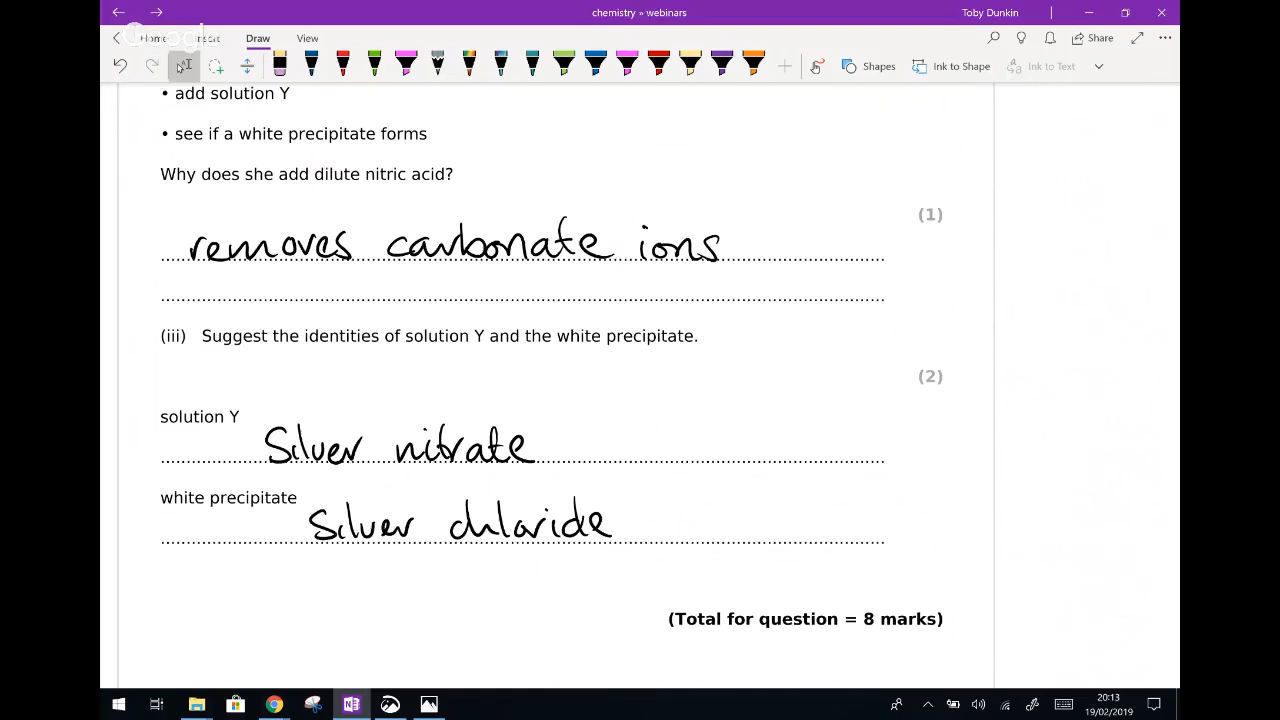 chemistry » webinars
Toby Dunkin
Google
Home
Insert
Draw
View
Share
Shapes
Ink to Shape
Ink to Text
• add solution Y
• see if a white precipitate forms
Why does she add dilute nitric acid?
(1)
removes carbonate ions
(iii) Suggest the identities of solution Y and the white precipitate.
(2)
solution Y
Silver nitrate
white precipitate
Silver chloride
(Total for question = 8 marks)
20:13
19/02/2019